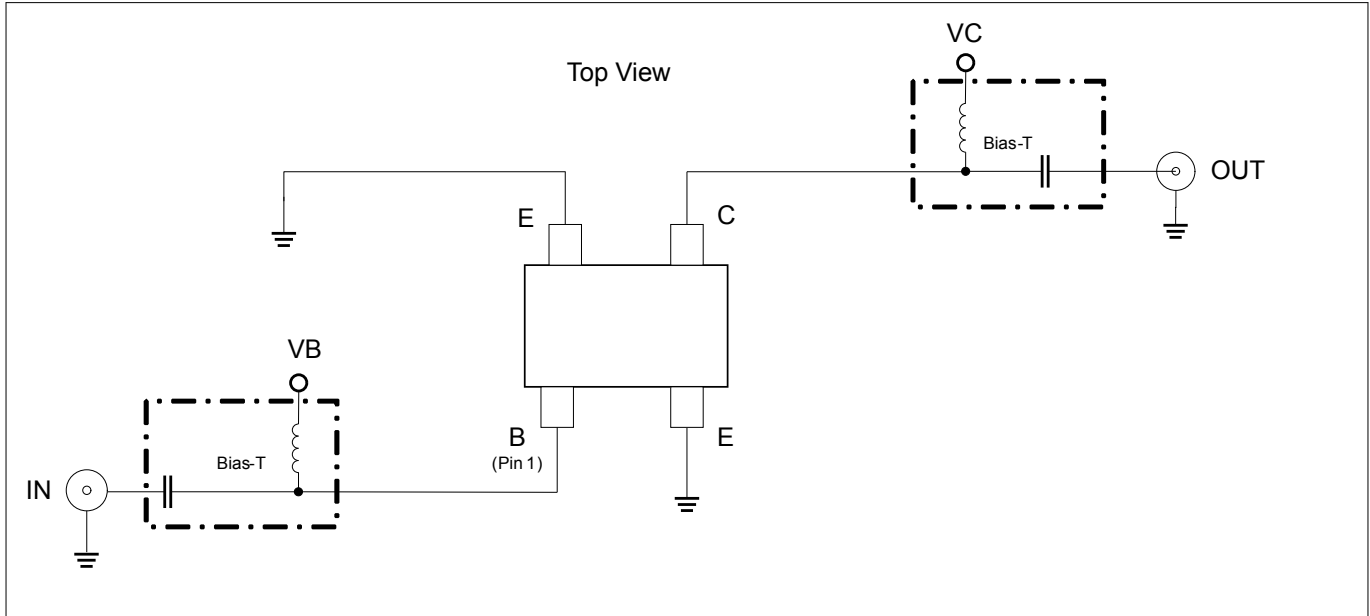 VC
Top View
Bias-T
OUT
E
C
VB
B
E
(Pin 1)
Bias-T
IN